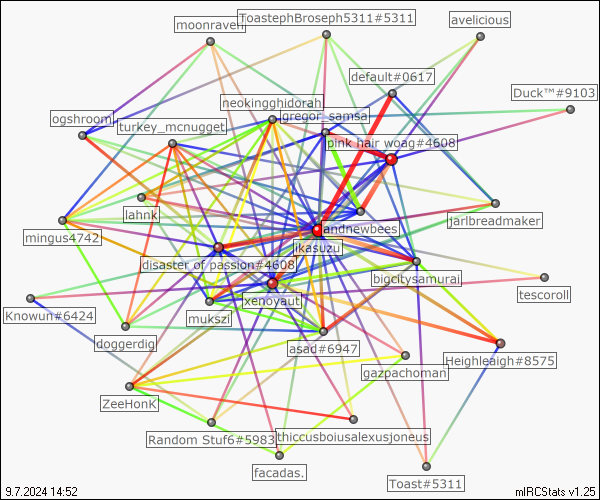 moonraven
ToastephBroseph5311#5311
avelicious
default#0617
Duck™#9103
neokingghidorah
gregor_samsa
ogshroom
turkey_mcnugget
pink hair woag#4608
lahnk
jarlbreadmaker
mingus4742
andnewbees
ikasuzu
disaster of passion#4608
bigcitysamurai
tescoroll
xenoyaut
Knowun#6424
mukszi
doggerdig
asad#6947
Heighleaigh#8575
gazpachoman
ZeeHonk
Random Stuf6#5983
thiccusboiusalexusjoneus
facadas.
Toast#5311
9.7.2024 14:52
mIRCStats v1.25